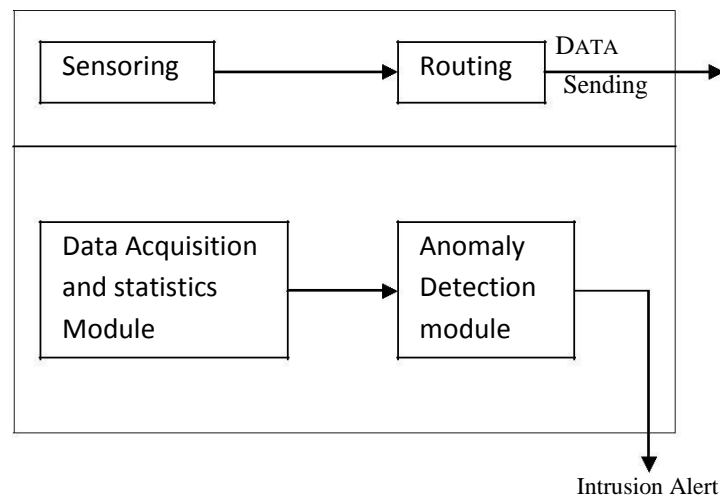 Sensoring
Routing
DATA
Sending
Data Acquisition
and statistics
Module
Anomaly
Detection
module
Intrusion Alert